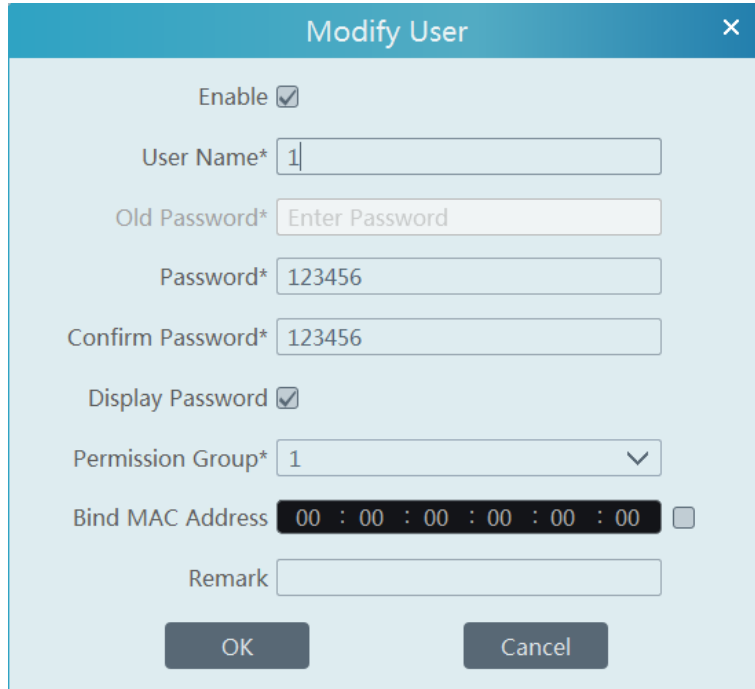 Modify User
Enable
User Name* 1
Old Password* Enter Password
Password* 123456
Confirm Password* 123456
Display Password
Permission Group* 1
Bind MAC Address 00 : 00 : 00 : 00 : 00 : 00
Remark
OK Cancel